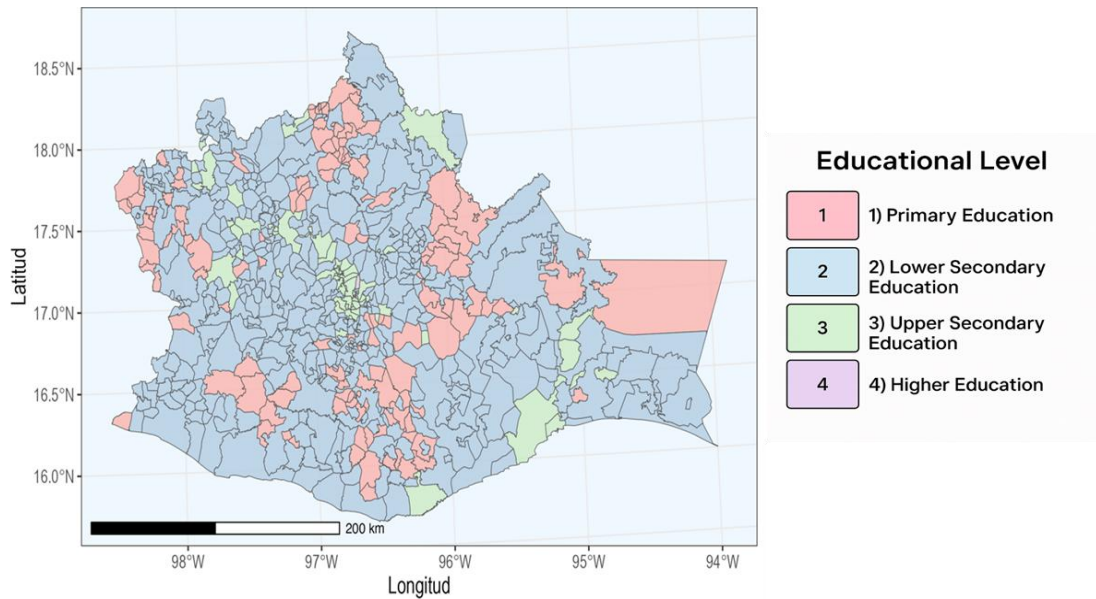 18.5°N
18.0°N
17.5°N
17.0°N
16.5°N
16.0°N
Latitud
200 km
98°W
97°W
96°W
95°W
94°W
Longitud
Educational Level
1
1) Primary Education
2
2) Lower Secondary
Education
3
3) Upper Secondary
Education
4
4) Higher Education